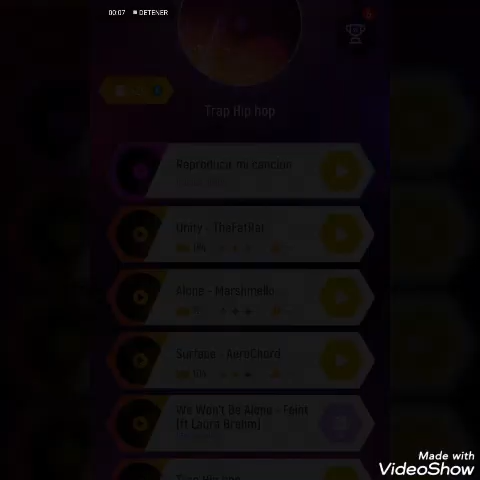 00:07 ■ DETENER
Trap Hip hop
Reproducir mi canción
Unity - TheFatRat
Alone - Marshmello
Surface - AeroChord
We Won't Be Alone - Feint
(ft Laura Brehm)
Made with
VideoShow